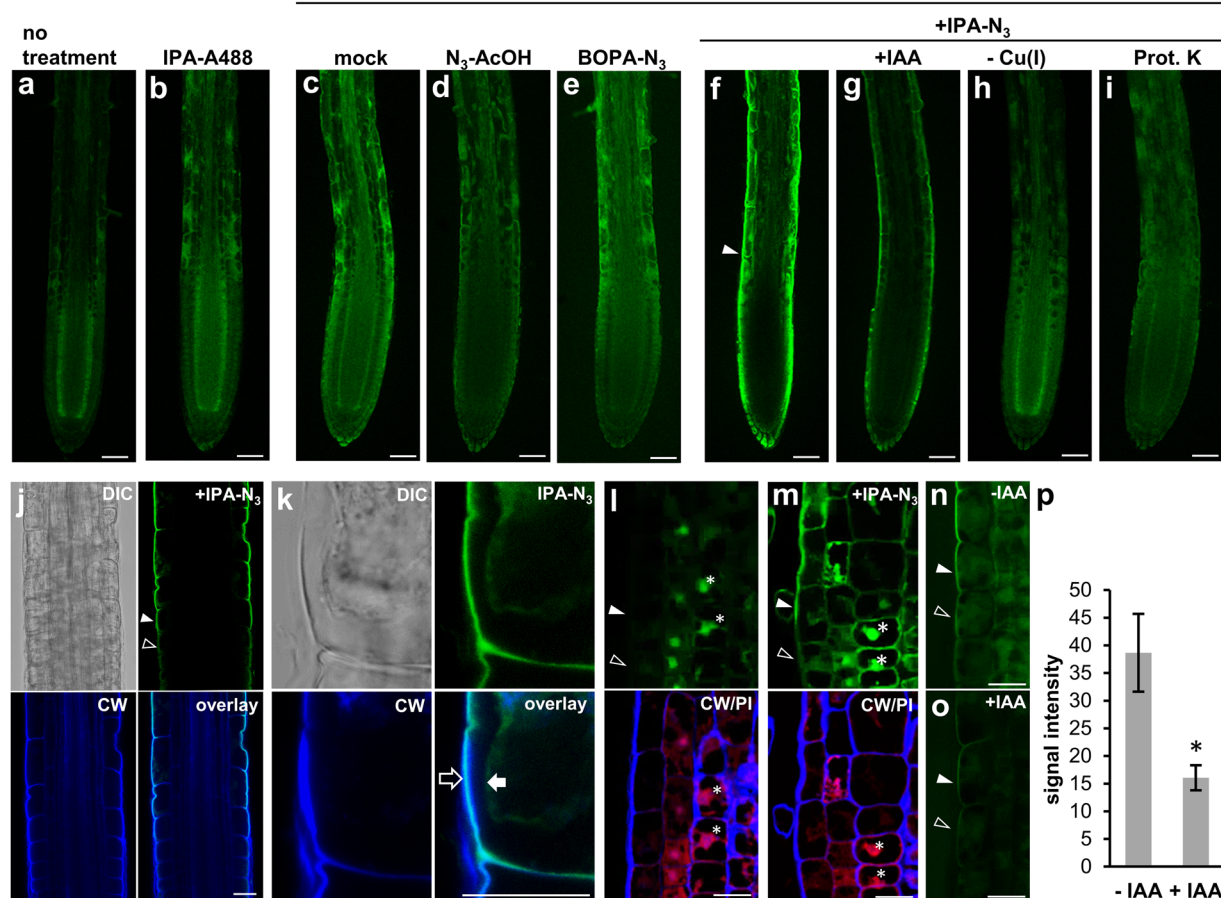 +IPA-N₃
no
treatment IPA-A488 mock N₃-AcOH BOPA-N₃ +IAA - Cu(I) Prot. K
a b c d e f g h i
j DIC +IPA-N₃ k DIC IPA-N₃ l m +IPA-N₃ n -IAA p
* *
* *
CW overlay CW overlay CW/PI CW/PI o +IAA
* *
* *
signal intensity
50
45
40
35
30
25
20
15
10
5
0
*
- IAA + IAA